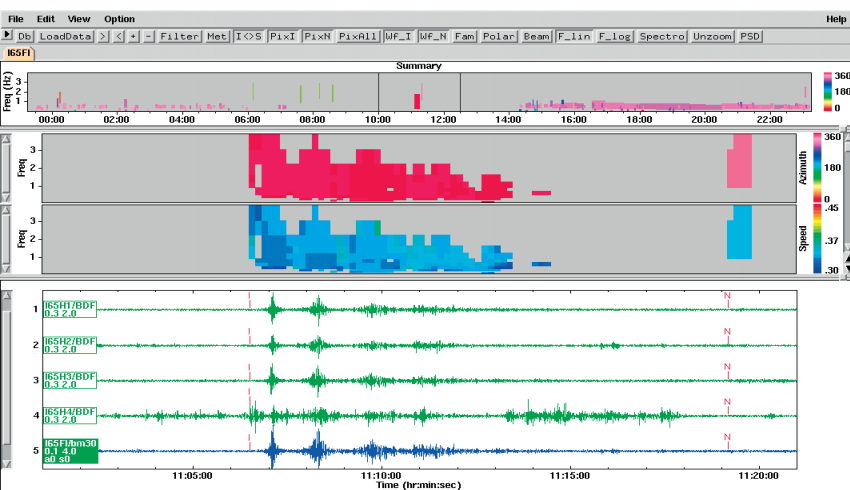 File Edit View Option Help
Db LoadData > < + - Filter Met I<>S PixI PixN PixAll Wf_I Wf_N Fam Polar Beam F_lin F_log Spectro Unzoom PSD
I65FI
Summary
Freq (Hz)
3
2
1
360
180
0
00:00 02:00 04:00 06:00 08:00 10:00 12:00 14:00 16:00 18:00 20:00 22:00
Freq
3
2
1
Azimuth
360
180
0
Freq
3
2
1
Speed
.45
.37
.30
I I N
1 I65H1/BDF
0.3 2.0
N
2 I65H2/BDF
0.3 2.0
N
3 I65H3/BDF
0.3 2.0
N
4 I65H4/BDF
0.3 2.0
N
5 I65FI/bm30
0.1 4.0
a0 s0
11:05:00 11:10:00 11:15:00 11:20:00
Time (hr:min:sec)